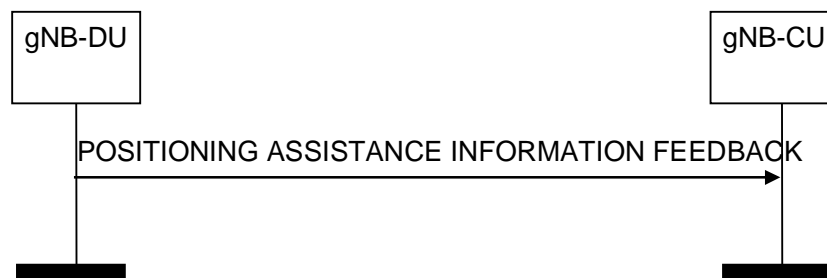 gNB-DU
gNB-CU
POSITIONING ASSISTANCE INFORMATION FEEDBACK